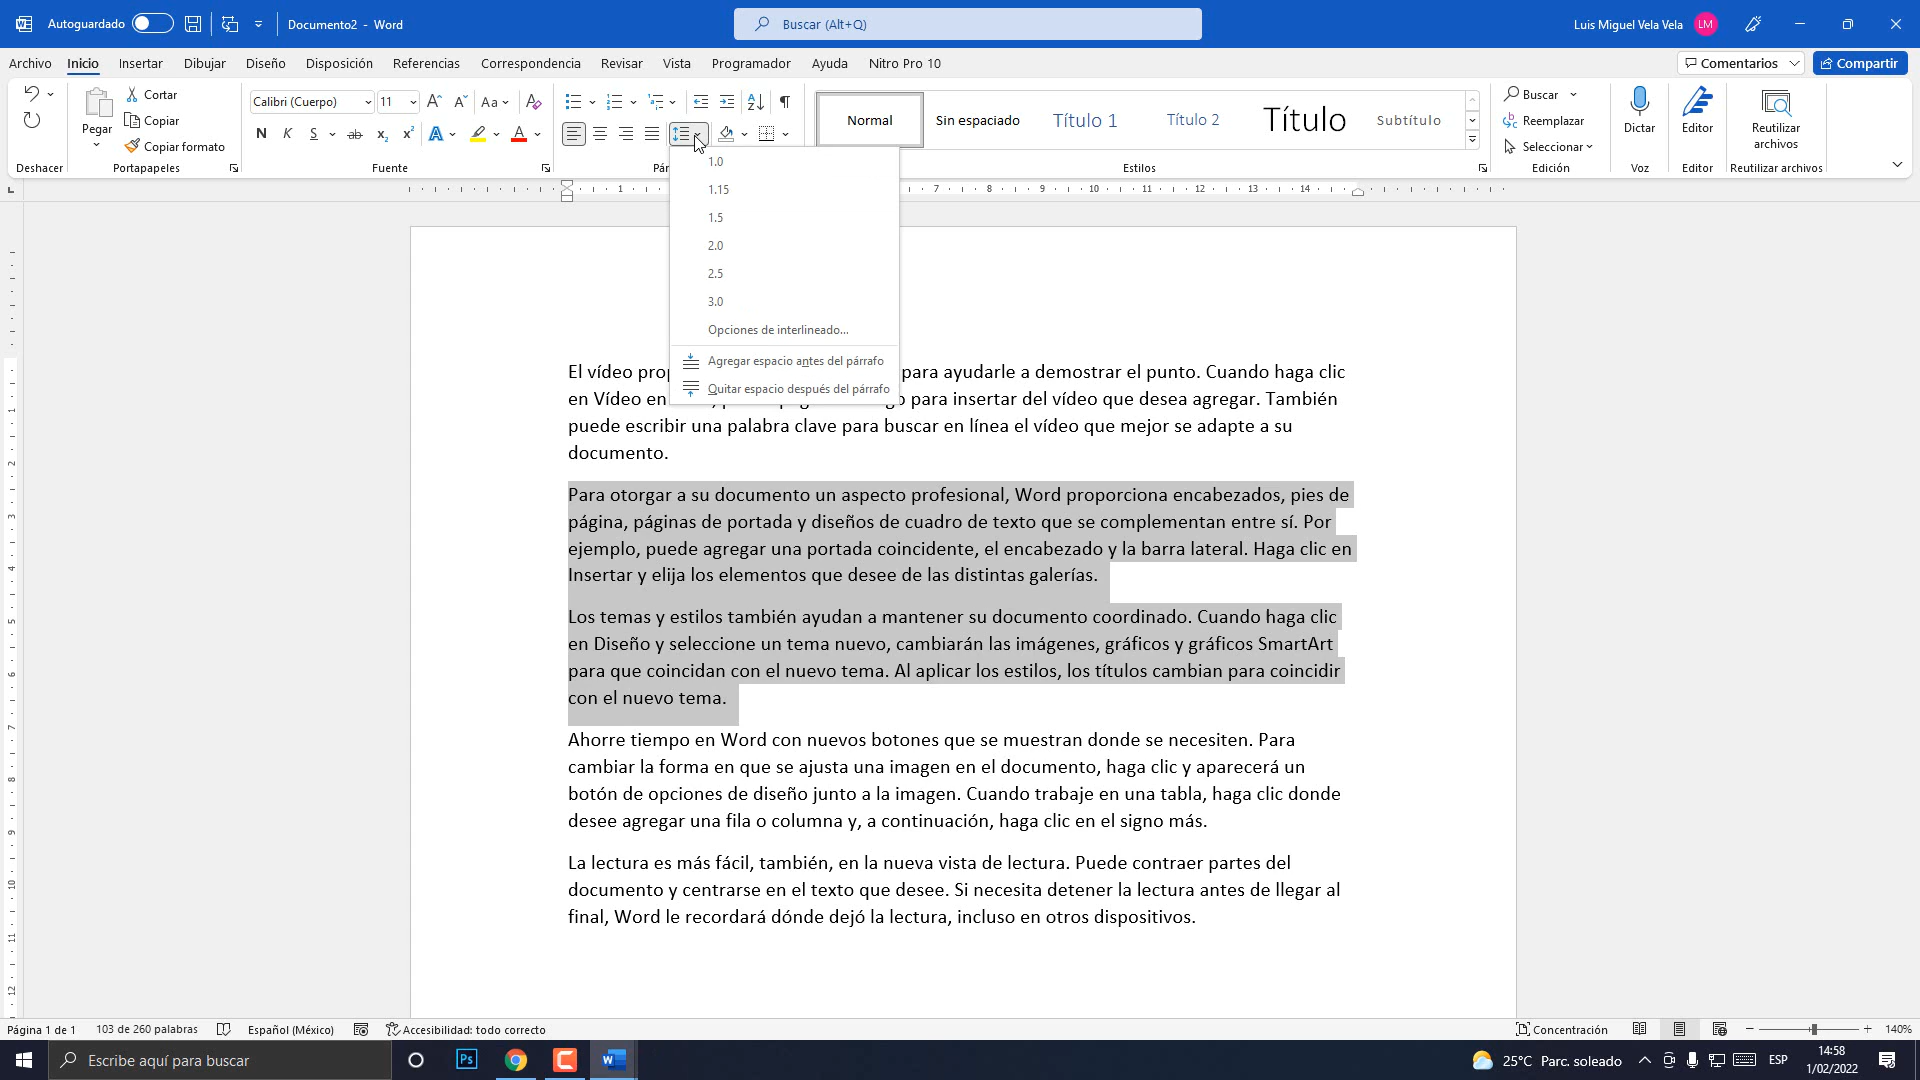 Autoguardado
Documento2 - Word
Buscar (Alt+Q)
Luis Miguel Vela Vela LM
Archivo Inicio Insertar Dibujar Diseño Disposición Referencias Correspondencia Revisar Vista Programador Ayuda Nitro Pro 10
Comentarios Compartir
Pegar
Cortar
Copiar
Copiar formato
Calibri (Cuerpo) 11
Normal Sin espaciado Título 1 Título 2 Título Subtítulo
Buscar
Reemplazar
Seleccionar
Dictar
Editor
Reutilizar
archivos
Deshacer Portapapeles Fuente Estilos Edición Voz Editor Reutilizar archivos
1.0
1.15
1.5
2.0
2.5
3.0
Opciones de interlineado...
Agregar espacio antes del párrafo
Quitar espacio después del párrafo
1 7 8 9 10 11 12 13 14
El vídeo para ayudarle a demostrar el punto. Cuando haga clic
en Vídeo en para insertar del vídeo que desea agregar. También
puede escribir una palabra clave para buscar en línea el vídeo que mejor se adapte a su
documento.
Para otorgar a su documento un aspecto profesional, Word proporciona encabezados, pies de
página, páginas de portada y diseños de cuadro de texto que se complementan entre sí. Por
ejemplo, puede agregar una portada coincidente, el encabezado y la barra lateral. Haga clic en
Insertar y elija los elementos que desee de las distintas galerías.
Los temas y estilos también ayudan a mantener su documento coordinado. Cuando haga clic
en Diseño y seleccione un tema nuevo, cambiarán las imágenes, gráficos y gráficos SmartArt
para que coincidan con el nuevo tema. Al aplicar los estilos, los títulos cambian para coincidir
con el nuevo tema.
Ahorre tiempo en Word con nuevos botones que se muestran donde se necesiten. Para
cambiar la forma en que se ajusta una imagen en el documento, haga clic y aparecerá un
botón de opciones de diseño junto a la imagen. Cuando trabaje en una tabla, haga clic donde
desee agregar una fila o columna y, a continuación, haga clic en el signo más.
La lectura es más fácil, también, en la nueva vista de lectura. Puede contraer partes del
documento y centrarse en el texto que desee. Si necesita detener la lectura antes de llegar al
final, Word le recordará dónde dejó la lectura, incluso en otros dispositivos.
Página 1 de 1 103 de 260 palabras Español (México) Accesibilidad: todo correcto
Concentración 140%
Escribe aquí para buscar
Ps
25°C Parc. soleado ESP
14:58
1/02/2022